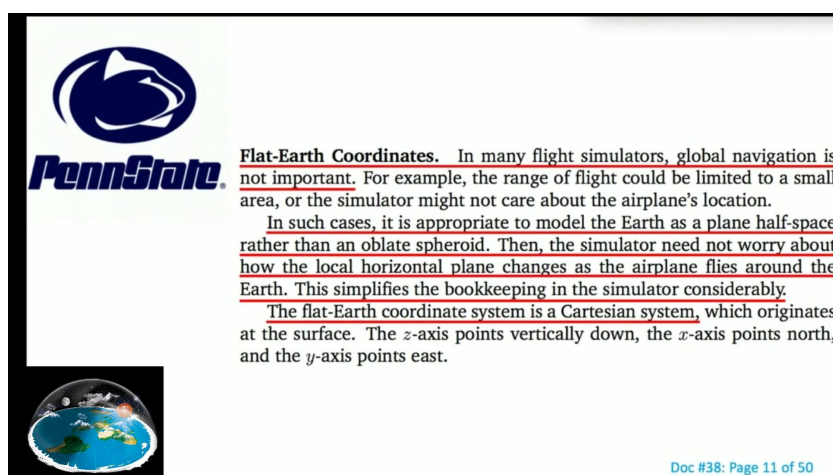 PennState®
Flat-Earth Coordinates. In many flight simulators, global navigation is
not important. For example, the range of flight could be limited to a small
area, or the simulator might not care about the airplane's location.
In such cases, it is appropriate to model the Earth as a plane half-space
rather than an oblate spheroid. Then, the simulator need not worry about
how the local horizontal plane changes as the airplane flies around the
Earth. This simplifies the bookkeeping in the simulator considerably.
The flat-Earth coordinate system is a Cartesian system, which originates
at the surface. The z-axis points vertically down, the x-axis points north,
and the y-axis points east.
Doc #38: Page 11 of 50